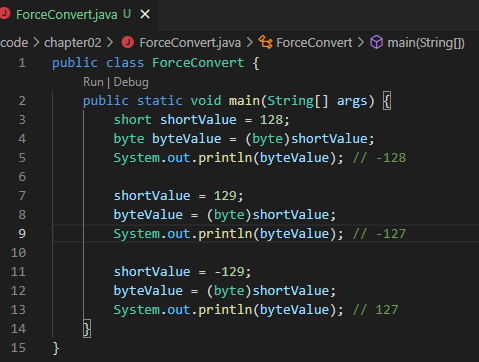 ForceConvert.java U X
code > chapter02 > ForceConvert.java > ForceConvert > main(String[])
1 public class ForceConvert {
Run | Debug
2 public static void main(String[] args) {
3 short shortValue = 128;
4 byte byteValue = (byte)shortValue;
5 System.out.println(byteValue); // -128
6
7 shortValue = 129;
8 byteValue = (byte)shortValue;
9 System.out.println(byteValue); // -127
10
11 shortValue = -129;
12 byteValue = (byte)shortValue;
13 System.out.println(byteValue); // 127
14 }
15 }